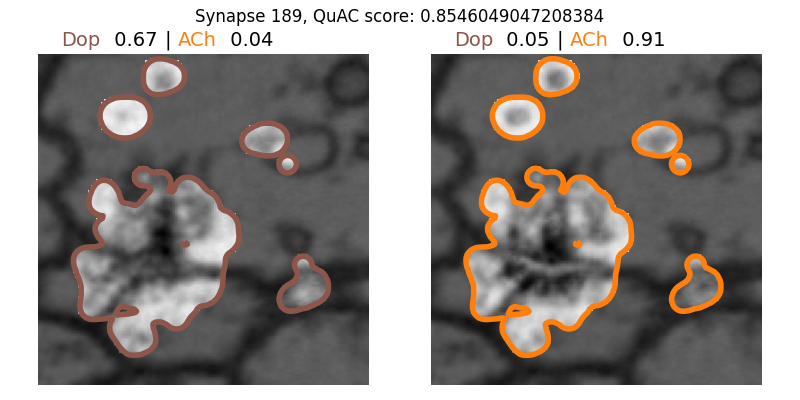 Synapse 189, QuAC score: 0.8546049047208384
Dop 0.67 | ACh 0.04
Dop 0.05 | ACh 0.91